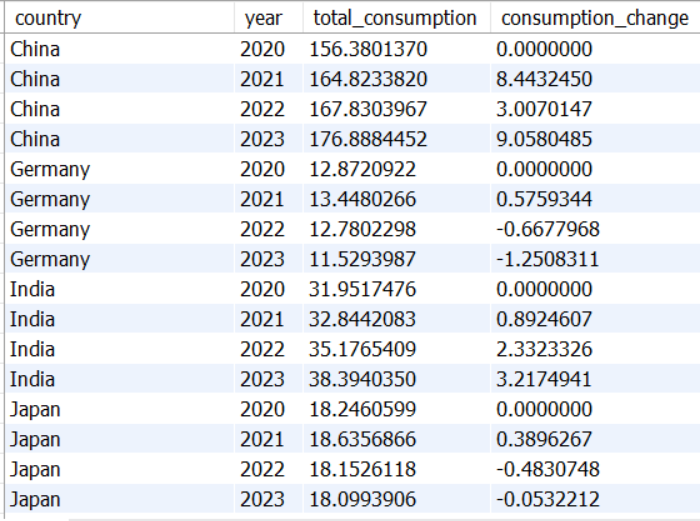 country year total_consumption consumption_change
China 2020 156.3801370 0.0000000
China 2021 164.8233820 8.4432450
China 2022 167.8303967 3.0070147
China 2023 176.8884452 9.0580485
Germany 2020 12.8720922 0.0000000
Germany 2021 13.4480266 0.5759344
Germany 2022 12.7802298 -0.6677968
Germany 2023 11.5293987 -1.2508311
India 2020 31.9517476 0.0000000
India 2021 32.8442083 0.8924607
India 2022 35.1765409 2.3323326
India 2023 38.3940350 3.2174941
Japan 2020 18.2460599 0.0000000
Japan 2021 18.6356866 0.3896267
Japan 2022 18.1526118 -0.4830748
Japan 2023 18.0993906 -0.0532212